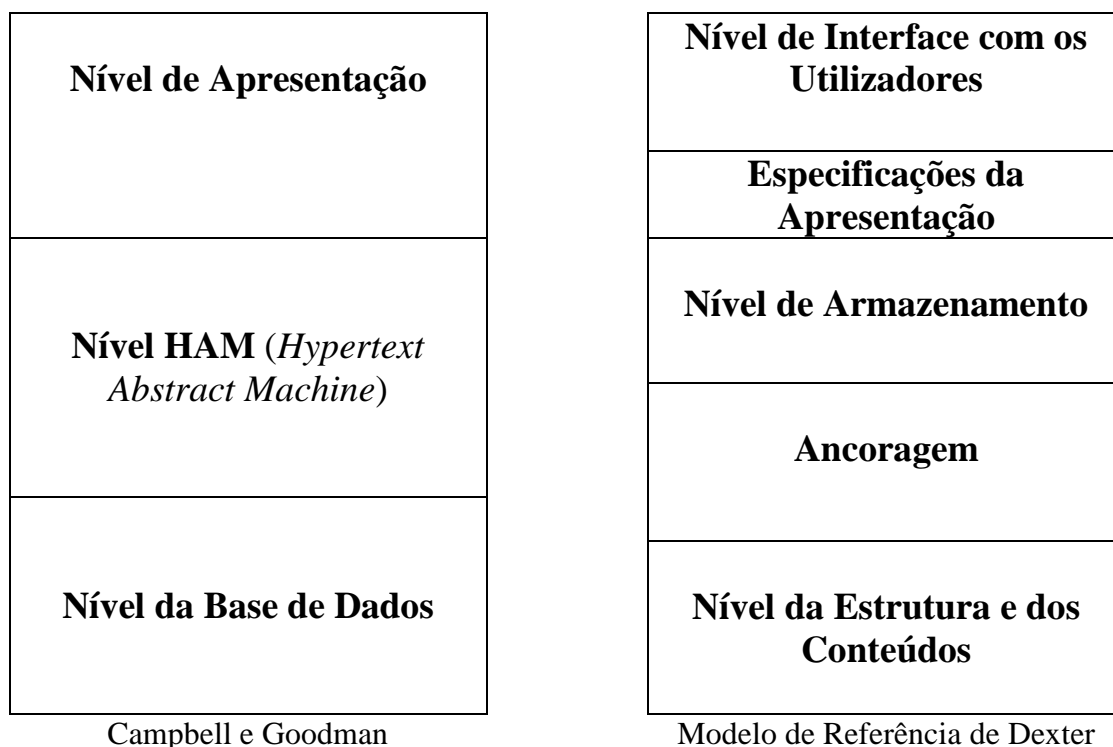 Nível de Apresentação
Nível HAM (Hypertext
Abstract Machine)
Nível da Base de Dados
Campbell e Goodman
Nível de Interface com os
Utilizadores
Especificações da
Apresentação
Nível de Armazenamento
Ancoragem
Nível da Estrutura e dos
Conteúdos
Modelo de Referência de Dexter